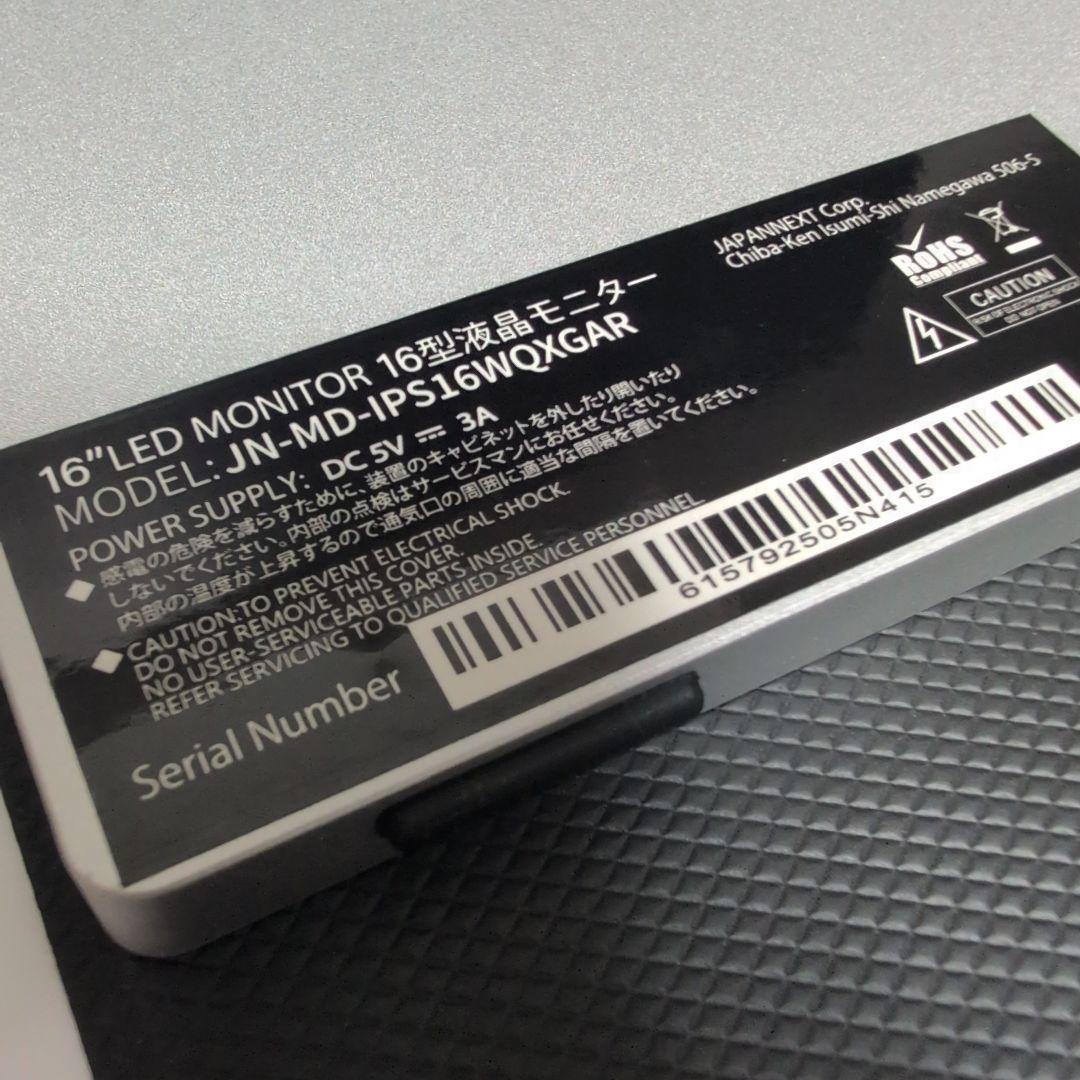 16"LED MONITOR 16型液晶モニター
MODEL: JN-MD-IPS16WQXGAR
POWER SUPPLY: DC 5V ⎓ 3A
◆ 感電の危険を減らすために、装置のキャビネットを外したり開いたり
しないでください。内部の点検はサービスマンにお任せください。
内部の温度が上昇するので通気口の周囲に適当な間隔を置いてください。
◆ CAUTION:TO PREVENT ELECTRICAL SHOCK.
DO NOT REMOVE THIS COVER.
NO USER-SERVICEABLE PARTS INSIDE.
REFER SERVICING TO QUALIFIED SERVICE PERSONNEL
Serial Number
615792505N415
JAPANNEXT Corp.
Chiba-Ken Isumi-Shi Namegawa 506-5
RoHS
Compliant
CAUTION
RISK OF ELECTRONIC SHOCK
DO NOT OPEN